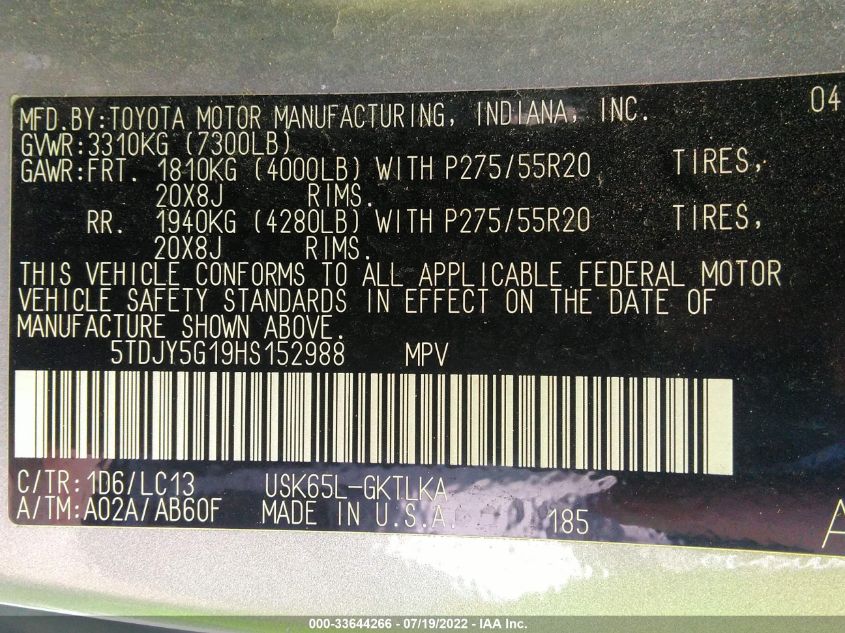 MFD.BY:TOYOTA MOTOR MANUFACTURING, INDIANA, INC. 04
GVWR:3310KG (7300LB)
GAWR:FRT. 1810KG (4000LB) WITH P275/55R20 TIRES,
20X8J RIMS.
RR. 1940KG (4280LB) WITH P275/55R20 TIRES,
20X8J RIMS.
THIS VEHICLE CONFORMS TO ALL APPLICABLE FEDERAL MOTOR
VEHICLE SAFETY STANDARDS IN EFFECT ON THE DATE OF
MANUFACTURE SHOWN ABOVE.
5TDJY5G19HS152988 MPV
C/TR:1D6/LC13 USK65L-GKTLKA
A/TM:A02A/AB60F MADE IN U.S.A. 185 A
000-33644266 - 07/19/2022 - IAA Inc.